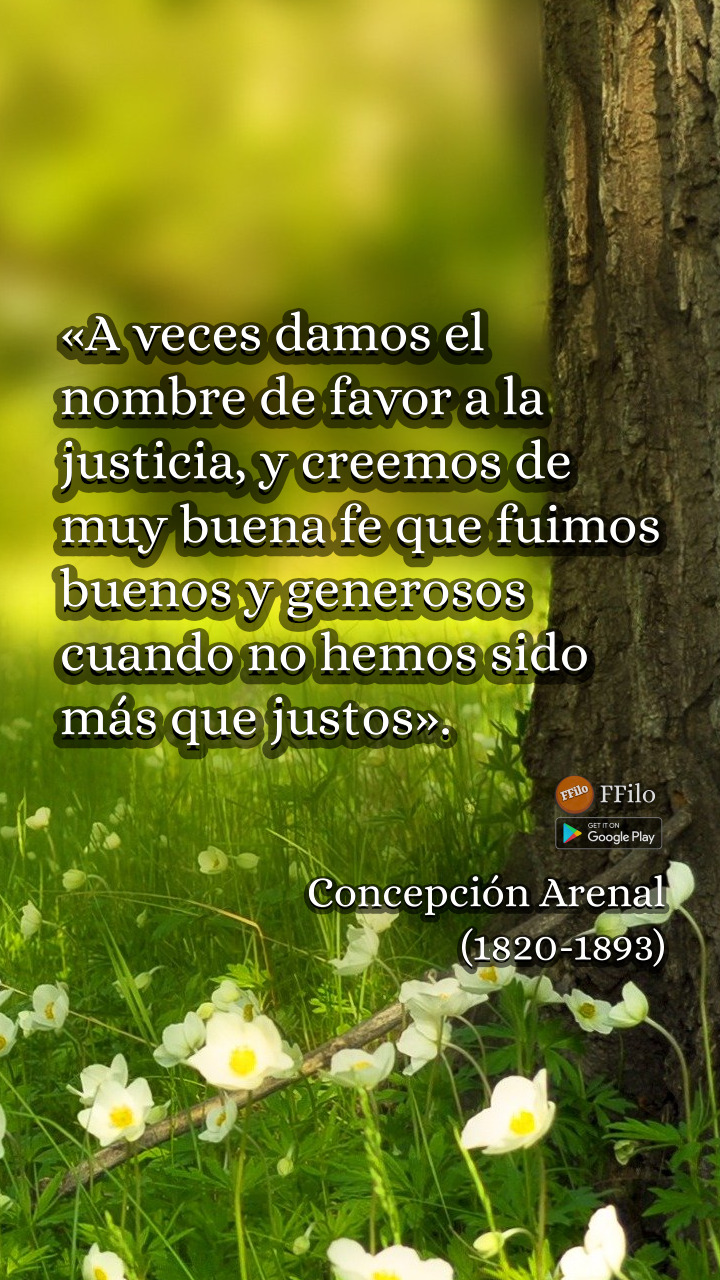 «A veces damos el
nombre de favor a la
justicia, y creemos de
muy buena fe que fuimos
buenos y generosos
cuando no hemos sido
más que justos».
FFilo FFilo
GET IT ON
Google Play
Concepción Arenal
(1820-1893)